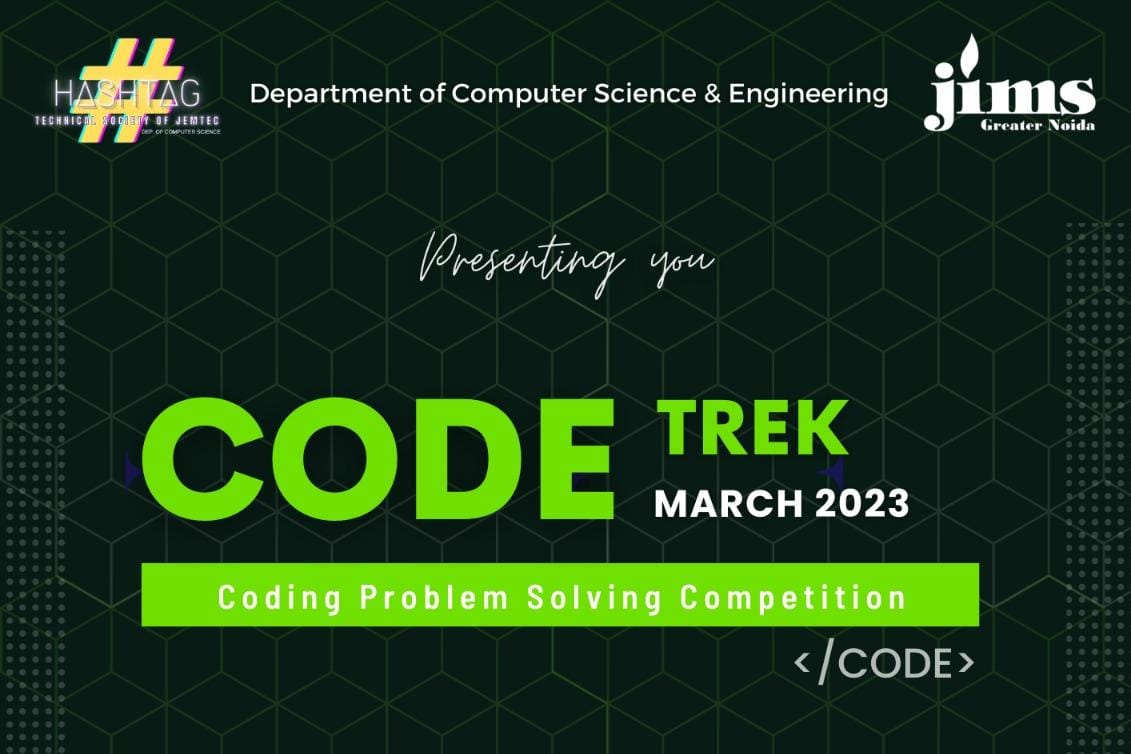 #
HASHTAG
TECHNICAL SOCIETY OF JEMTEC
DEP. OF COMPUTER SCIENCE
Department of Computer Science & Engineering
jims
Greater Noida
Presenting you
CODE TREK
MARCH 2023
Coding Problem Solving Competition
</CODE>